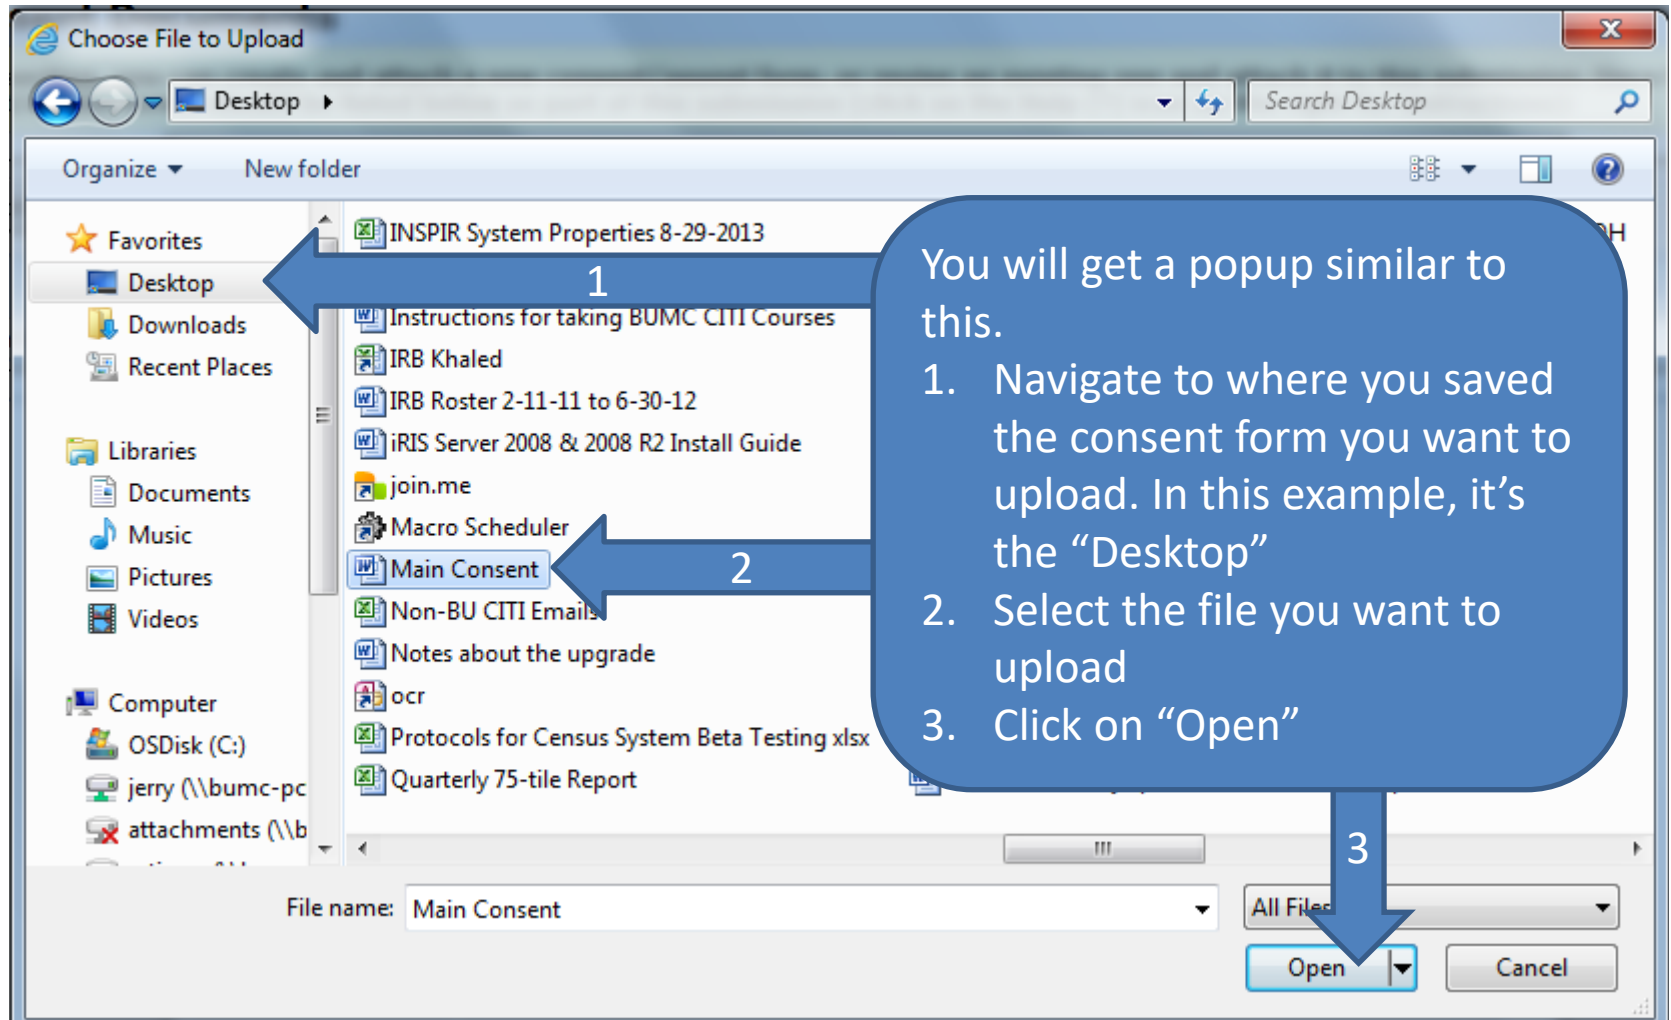 Choose File to Upload
x
Desktop
Search Desktop
Organize
New folder
Favorites
Desktop
Downloads
Recent Places
Libraries
Documents
Music
Pictures
Videos
Computer
OSDisk (C:)
jerry (\\bumc-pc
attachments (\\b
INSPIR System Properties 8-29-2013
Instructions for taking BUMC CITI Courses
IRB Khaled
IRB Roster 2-11-11 to 6-30-12
iRIS Server 2008 & 2008 R2 Install Guide
join.me
Macro Scheduler
Main Consent
Non-BU CITI Emails
Notes about the upgrade
ocr
Protocols for Census System Beta Testing xlsx
Quarterly 75-tile Report
1
2
You will get a popup similar to
this.
1. Navigate to where you saved
the consent form you want to
upload. In this example, it’s
the “Desktop”
2. Select the file you want to
upload
3. Click on “Open”
3
File name:
Main Consent
All Files
Open
Cancel